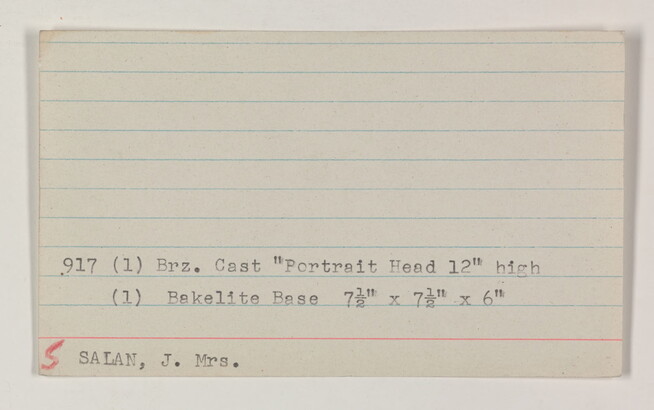 917 (1) Brz. Cast "Portrait Head 12" high
(1) Bakelite Base 7½" x 7½" x 6"
S SALAN, J. Mrs.